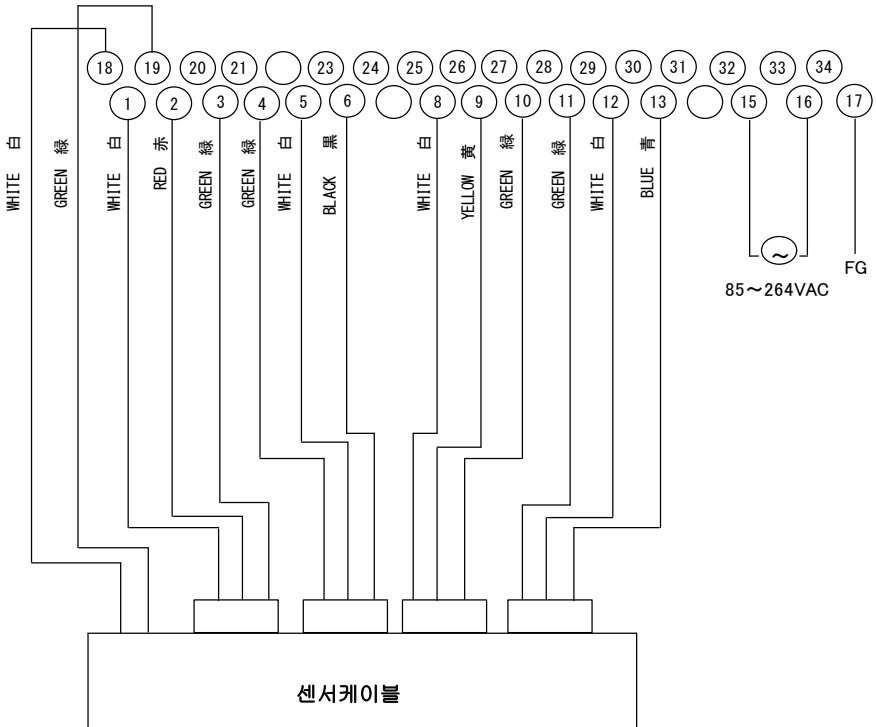 18 19 20 21 23 24 25 26 27 28 29 30 31 32 33 34
1 2 3 4 5 6 8 9 10 11 12 13 15 16 17
WHITE 白
GREEN 緑
WHITE 白
RED 赤
GREEN 緑
GREEN 緑
WHITE 白
BLACK 黒
WHITE 白
YELLOW 黄
GREEN 緑
GREEN 緑
WHITE 白
BLUE 青
~
FG
85~264VAC
센서케이블